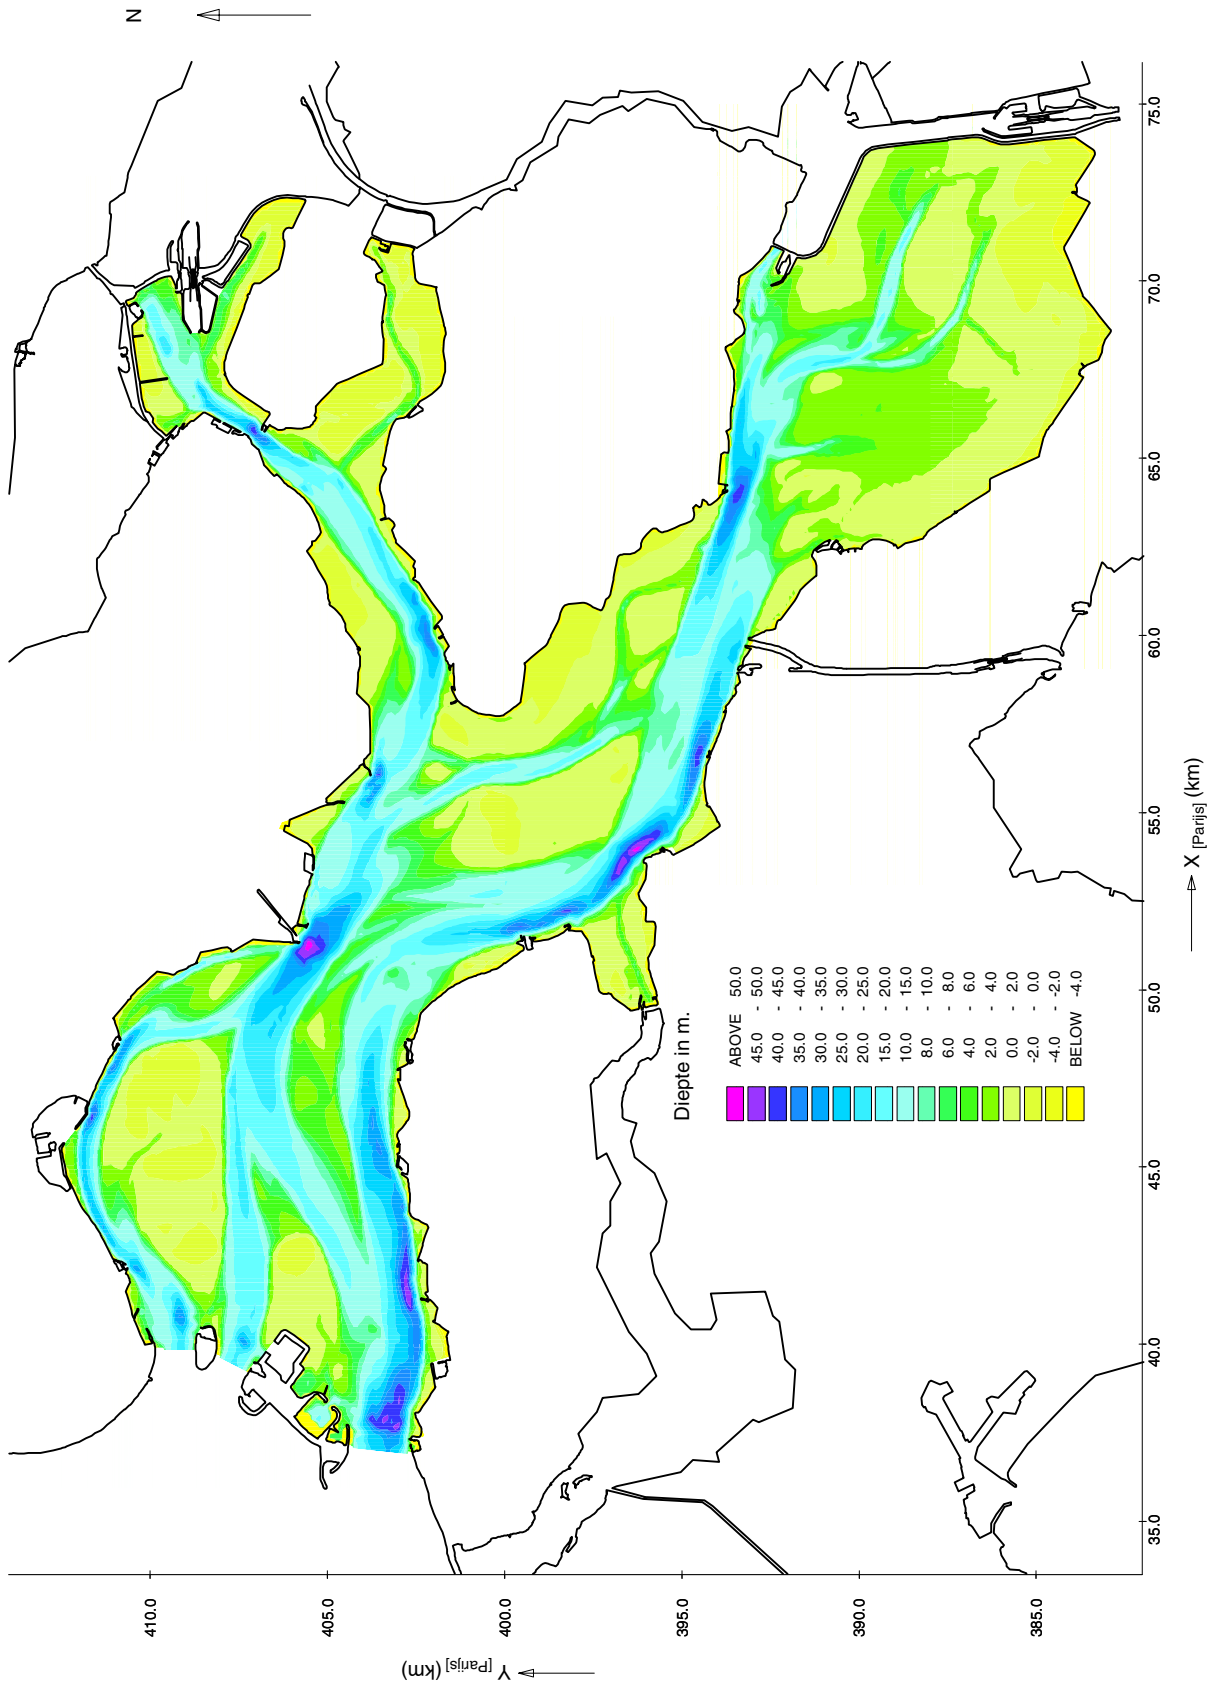 N
410.0
405.0
400.0
395.0
390.0
385.0
Y [Parijs] (km)
35.0
40.0
45.0
50.0
55.0
60.0
65.0
70.0
75.0
X [Parijs] (km)
Diepte in m.
ABOVE 50.0
45.0 - 50.0
40.0 - 45.0
35.0 - 40.0
30.0 - 35.0
25.0 - 30.0
20.0 - 25.0
15.0 - 20.0
10.0 - 15.0
8.0 - 10.0
6.0 - 8.0
4.0 - 6.0
2.0 - 4.0
0.0 - 2.0
-2.0 - 0.0
-4.0 - -2.0
BELOW -4.0